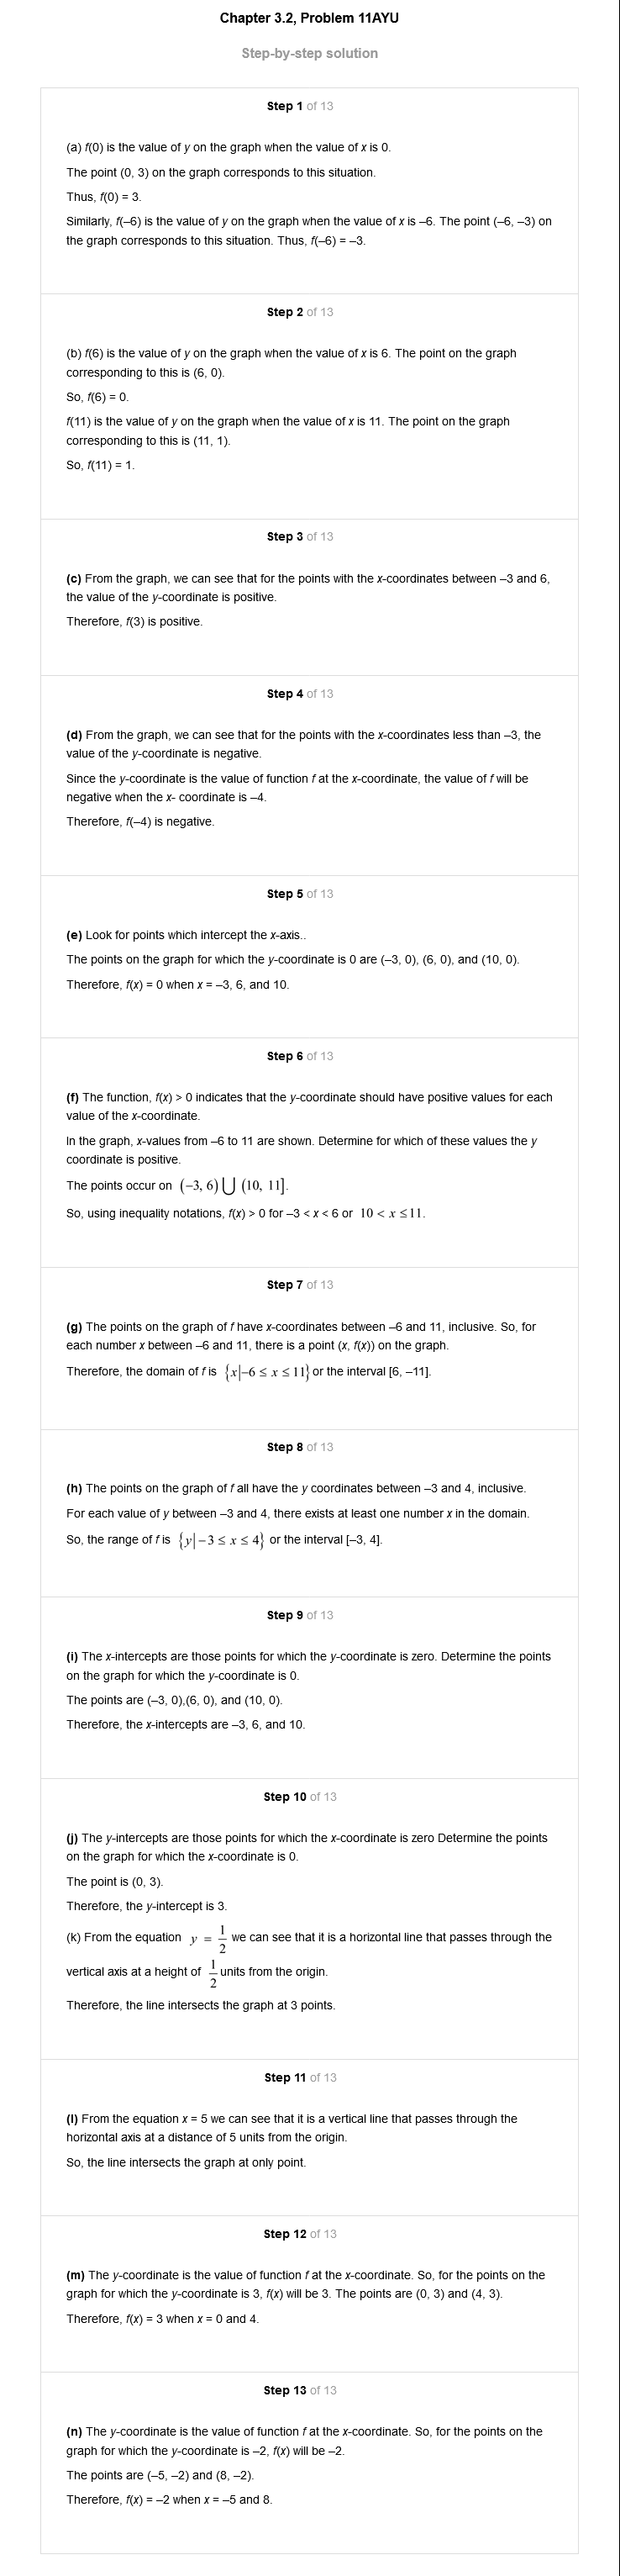 Chapter 3.2, Problem 11AYU
Step-by-step solution
Step 1 of 13
(a) f(0) is the value of y on the graph when the value of x is 0.
The point (0, 3) on the graph corresponds to this situation.
Thus, f(0) = 3.
Similarly, f(–6) is the value of y on the graph when the value of x is –6. The point (–6, –3) on
the graph corresponds to this situation. Thus, f(–6) = –3.
Step 2 of 13
(b) f(6) is the value of y on the graph when the value of x is 6. The point on the graph
corresponding to this is (6, 0).
So, f(6) = 0.
f(11) is the value of y on the graph when the value of x is 11. The point on the graph
corresponding to this is (11, 1).
So, f(11) = 1.
Step 3 of 13
(c) From the graph, we can see that for the points with the x-coordinates between –3 and 6,
the value of the y-coordinate is positive.
Therefore, f(3) is positive.
Step 4 of 13
(d) From the graph, we can see that for the points with the x-coordinates less than –3, the
value of the y-coordinate is negative.
Since the y-coordinate is the value of function f at the x-coordinate, the value of f will be
negative when the x- coordinate is –4.
Therefore, f(–4) is negative.
Step 5 of 13
(e) Look for points which intercept the x-axis..
The points on the graph for which the y-coordinate is 0 are (–3, 0), (6, 0), and (10, 0).
Therefore, f(x) = 0 when x = –3, 6, and 10.
Step 6 of 13
(f) The function, f(x) > 0 indicates that the y-coordinate should have positive values for each
value of the x-coordinate.
In the graph, x-values from –6 to 11 are shown. Determine for which of these values the y
coordinate is positive.
The points occur on (−3, 6) ⋃ (10, 11].
So, using inequality notations, f(x) > 0 for –3 < x < 6 or 10 < x ≤ 11.
Step 7 of 13
(g) The points on the graph of f have x-coordinates between –6 and 11, inclusive. So, for
each number x between –6 and 11, there is a point (x, f(x)) on the graph.
Therefore, the domain of f is {x|−6 ≤ x ≤ 11} or the interval [6, –11].
Step 8 of 13
(h) The points on the graph of f all have the y coordinates between –3 and 4, inclusive.
For each value of y between –3 and 4, there exists at least one number x in the domain.
So, the range of f is {y|−3 ≤ x ≤ 4} or the interval [–3, 4].
Step 9 of 13
(i) The x-intercepts are those points for which the y-coordinate is zero. Determine the points
on the graph for which the y-coordinate is 0.
The points are (–3, 0),(6, 0), and (10, 0).
Therefore, the x-intercepts are –3, 6, and 10.
Step 10 of 13
(j) The y-intercepts are those points for which the x-coordinate is zero Determine the points
on the graph for which the x-coordinate is 0.
The point is (0, 3).
Therefore, the y-intercept is 3.
(k) From the equation y = 1/2 we can see that it is a horizontal line that passes through the
vertical axis at a height of 1/2 units from the origin.
Therefore, the line intersects the graph at 3 points.
Step 11 of 13
(l) From the equation x = 5 we can see that it is a vertical line that passes through the
horizontal axis at a distance of 5 units from the origin.
So, the line intersects the graph at only point.
Step 12 of 13
(m) The y-coordinate is the value of function f at the x-coordinate. So, for the points on the
graph for which the y-coordinate is 3, f(x) will be 3. The points are (0, 3) and (4, 3).
Therefore, f(x) = 3 when x = 0 and 4.
Step 13 of 13
(n) The y-coordinate is the value of function f at the x-coordinate. So, for the points on the
graph for which the y-coordinate is –2, f(x) will be –2.
The points are (–5, –2) and (8, –2).
Therefore, f(x) = –2 when x = –5 and 8.